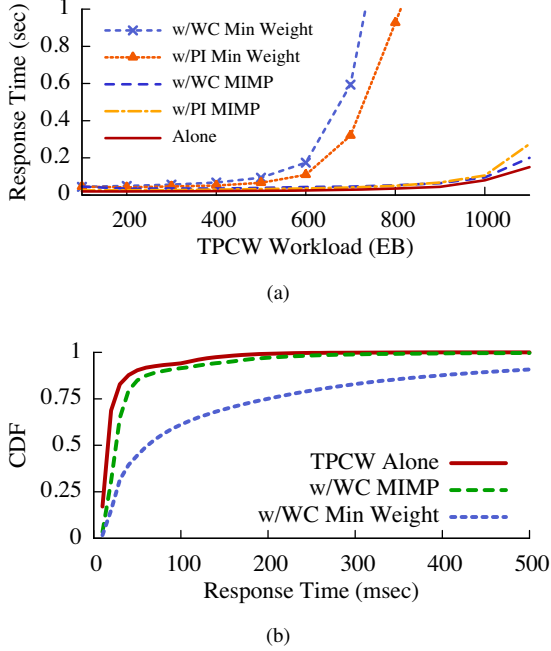 1
0.8
0.6
0.4
0.2
0
Response Time (sec)
w/WC Min Weight
w/PI Min Weight
w/WC MIMP
w/PI MIMP
Alone
200 400 600 800 1000
TPCW Workload (EB)
(a)
1
0.75
0.5
0.25
0
CDF
TPCW Alone
w/WC MIMP
w/WC Min Weight
0 100 200 300 400 500
Response Time (msec)
(b)